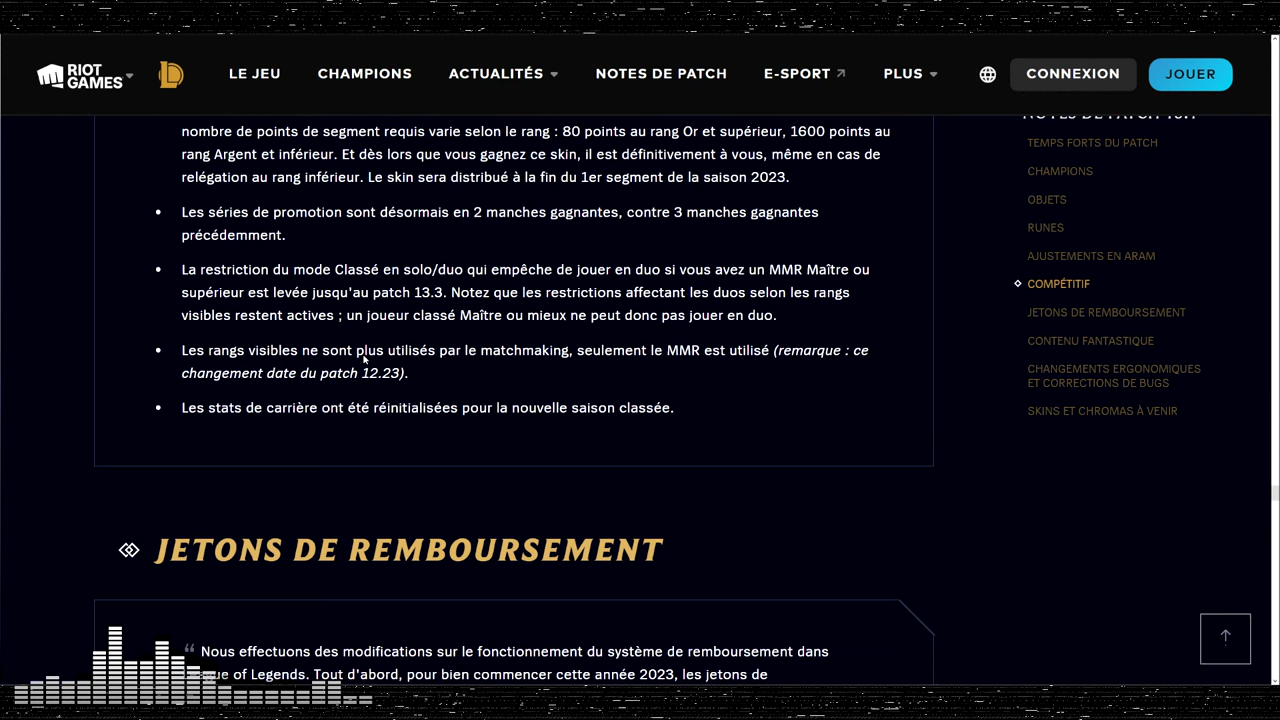 RIOT GAMES
LE JEU
CHAMPIONS
ACTUALITÉS
NOTES DE PATCH
E-SPORT
PLUS
CONNEXION
JOUER
nombre de points de segment requis varie selon le rang : 80 points au rang Or et supérieur, 1600 points au
rang Argent et inférieur. Et dès lors que vous gagnez ce skin, il est définitivement à vous, même en cas de
relégation au rang inférieur. Le skin sera distribué à la fin du 1er segment de la saison 2023.
• Les séries de promotion sont désormais en 2 manches gagnantes, contre 3 manches gagnantes
précédemment.
• La restriction du mode Classé en solo/duo qui empêche de jouer en duo si vous avez un MMR Maître ou
supérieur est levée jusqu'au patch 13.3. Notez que les restrictions affectant les duos selon les rangs
visibles restent actives ; un joueur classé Maître ou mieux ne peut donc pas jouer en duo.
• Les rangs visibles ne sont plus utilisés par le matchmaking, seulement le MMR est utilisé (remarque : ce
changement date du patch 12.23).
• Les stats de carrière ont été réinitialisées pour la nouvelle saison classée.
JETONS DE REMBOURSEMENT
“ Nous effectuons des modifications sur le fonctionnement du système de remboursement dans
of Legends. Tout d'abord, pour bien commencer cette année 2023, les jetons de
NOTES DE PATCH
TEMPS FORTS DU PATCH
CHAMPIONS
OBJETS
RUNES
AJUSTEMENTS EN ARAM
COMPÉTITIF
JETONS DE REMBOURSEMENT
CONTENU FANTASTIQUE
CHANGEMENTS ERGONOMIQUES
ET CORRECTIONS DE BUGS
SKINS ET CHROMAS À VENIR